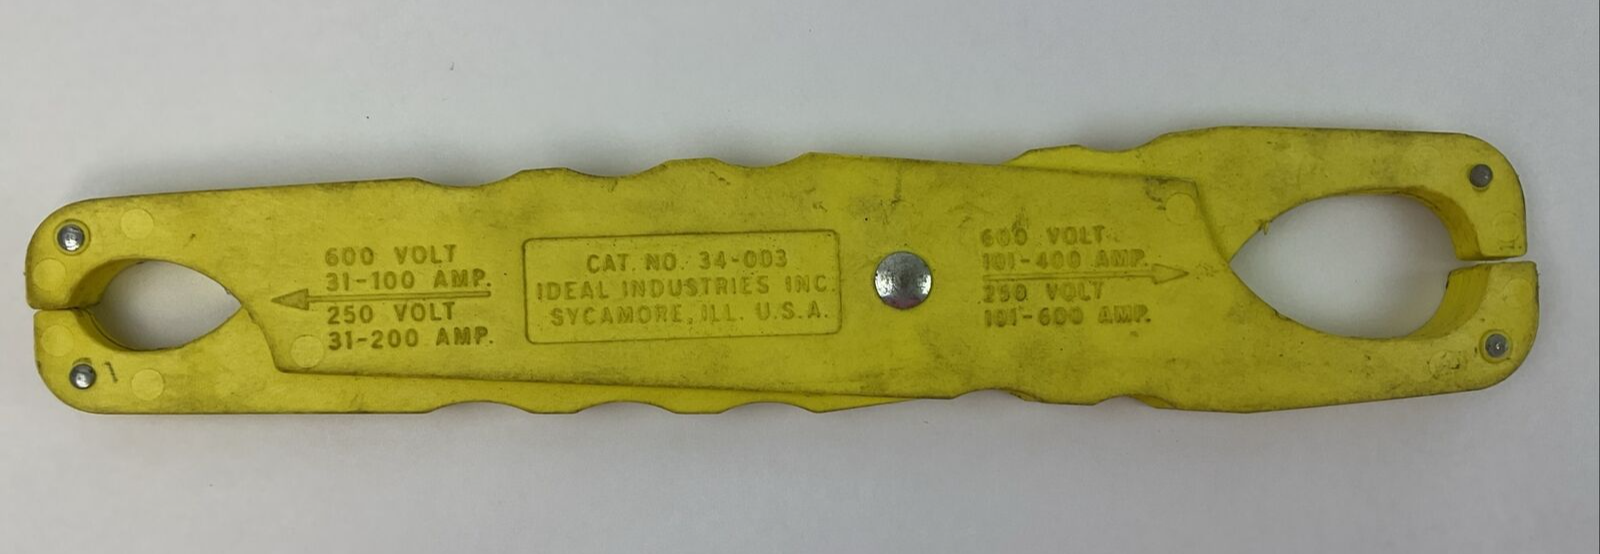 600 VOLT
31-100 AMP.
250 VOLT
31-200 AMP.
CAT. NO. 34-003
IDEAL INDUSTRIES INC.
SYCAMORE, ILL. U.S.A.
600 VOLT
101-400 AMP.
250 VOLT
101-600 AMP.
1